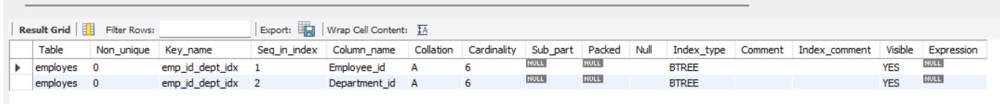 Result Grid Filter Rows: Export: Wrap Cell Content: IA
Table Non_unique Key_name Seq_in_index Column_name Collation Cardinality Sub_part Packed Null Index_type Comment Index_comment Visible Expression
employes 0 emp_id_dept_idx 1 Employee_id A 6 NULL NULL BTREE YES NULL
employes 0 emp_id_dept_idx 2 Department_id A 6 NULL NULL BTREE YES NULL